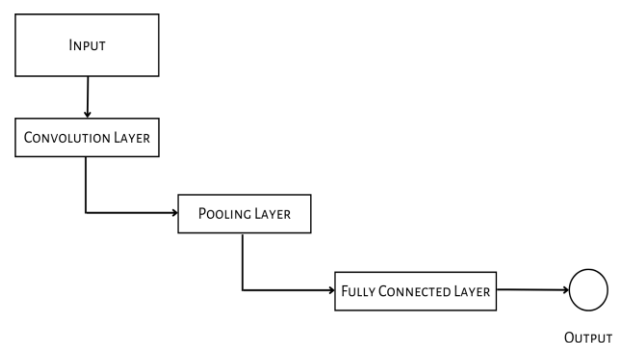 Input
Convolution Layer
Pooling Layer
Fully Connected Layer
Output